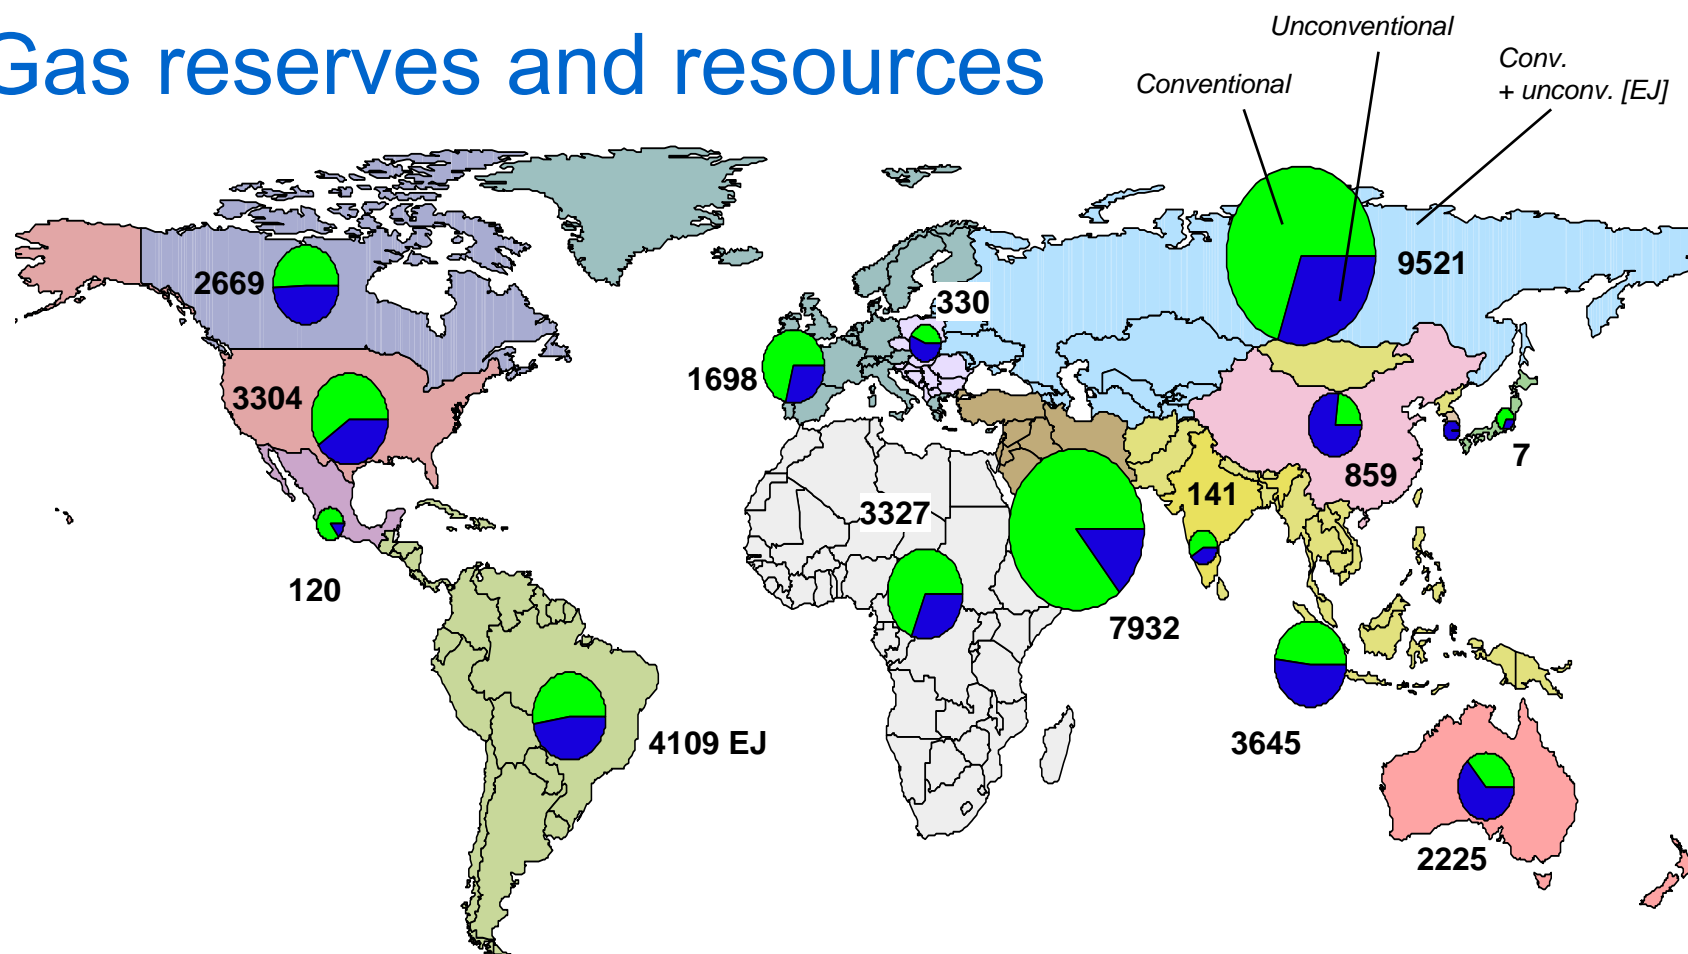 Gas reserves and resources
Unconventional
Conventional
Conv.
+ unconv. [EJ]
2669
9521
330
1698
3304
859
7
141
3327
120
7932
4109 EJ
3645
2225